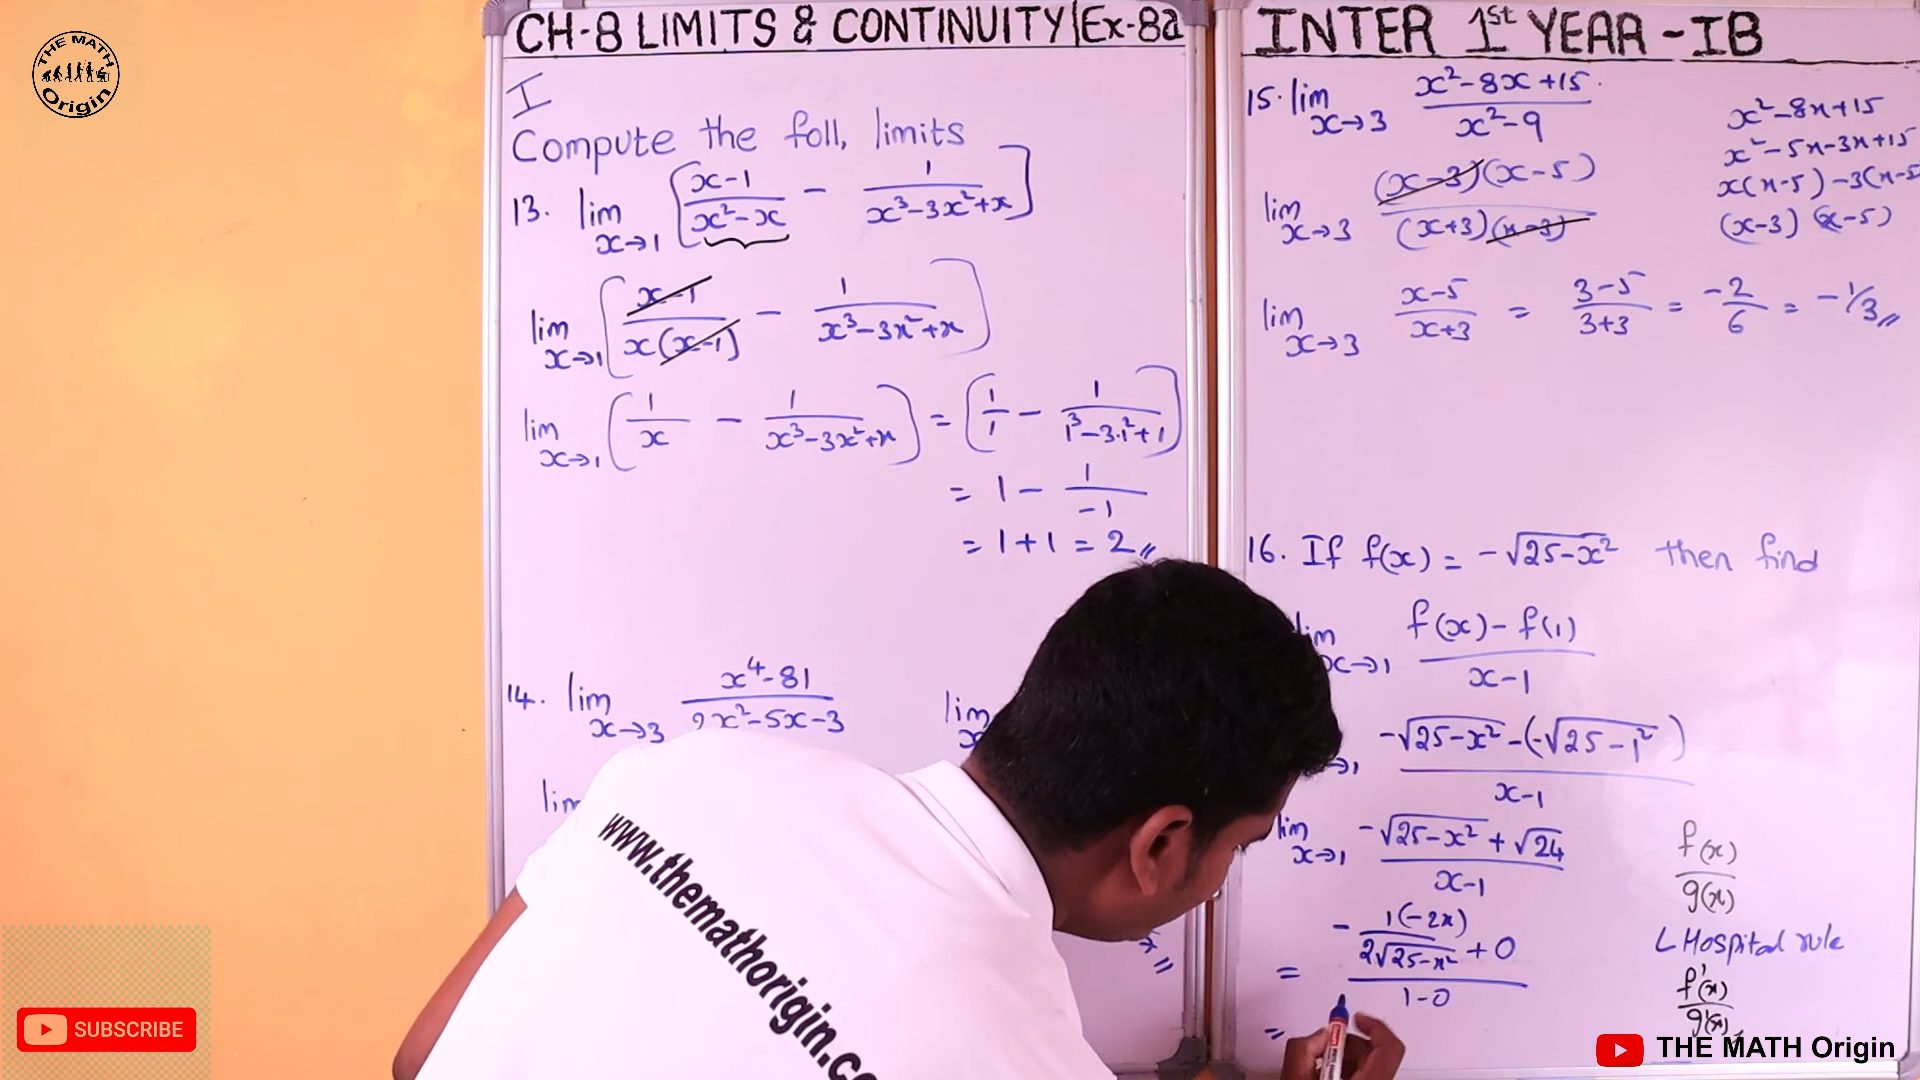 THE MATH
Origin
CH-8 LIMITS & CONTINUITY | Ex-8a
I
Compute the foll, limits
13. lim x→1 [ (x-1)/(x²-x) - 1/(x³-3x²+x) ]
lim x→1 [ (x-1)/(x(x-1)) - 1/(x³-3x²+x) ]
lim x→1 [ 1/x - 1/(x³-3x²+x) ] = [ 1/1 - 1/(1³-3.1²+1) ]
= 1 - 1/-1
= 1+1 = 2 //
14. lim x→3 (x⁴-81)/(2x²-5x-3)
lim
lim
INTER 1st YEAR - IB
15. lim x→3 (x²-8x+15)/(x²-9)
lim x→3 ((x-3)(x-5))/((x+3)(x-3))
lim x→3 (x-5)/(x+3) = (3-5)/(3+3) = -2/6 = -1/3 //
x²-8x+15
x²-5x-3x+15
x(x-5)-3(x-5
(x-3) (x-5)
16. If f(x) = -√25-x² then find
lim x→1 (f(x)-f(1))/(x-1)
→1 (-√25-x² -(-√25-1²))/(x-1)
lim x→1 (-√25-x² + √24)/(x-1)
= (- 1(-2x)/(2√25-x²) + 0)/(1-0)
=
f(x)/g(x)
L Hospital rule
f'(x)/g'(x)
www.themathorigin.co
SUBSCRIBE
THE MATH Origin